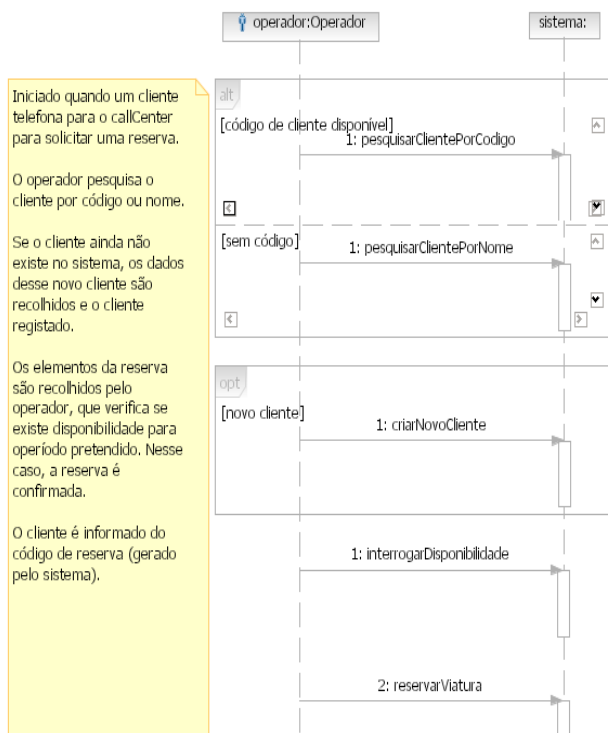 operador:Operador
sistema:
Iniciado quando um cliente
telefona para o callCenter
para solicitar uma reserva.
O operador pesquisa o
cliente por código ou nome.
Se o cliente ainda não
existe no sistema, os dados
desse novo cliente são
recolhidos e o cliente
registado.
Os elementos da reserva
são recolhidos pelo
operador, que verifica se
existe disponibilidade para
operíodo pretendido. Nesse
caso, a reserva é
confirmada.
O cliente é informado do
código de reserva (gerado
pelo sistema).
alt
[código de cliente disponível]
1: pesquisarClientePorCodigo
[sem código]
1: pesquisarClientePorNome
opt
[novo cliente]
1: criarNovoCliente
1: interrogarDisponibilidade
2: reservarViatura